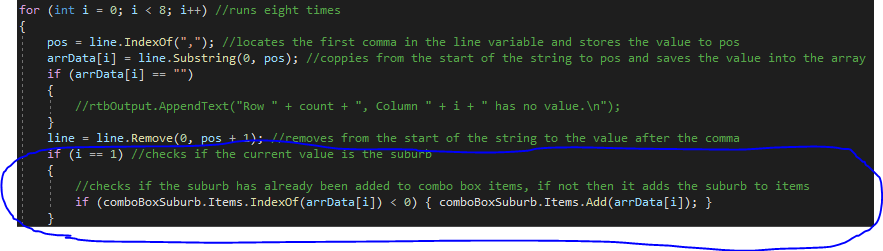 for (int i = 0; i < 8; i++) //runs eight times
{
pos = line.IndexOf(","); //locates the first comma in the line variable and stores the value to pos
arrData[i] = line.Substring(0, pos); //coppies from the start of the string to pos and saves the value into the array
if (arrData[i] == "")
{
//rtbOutput.AppendText("Row " + count + ", Column " + i + " has no value.\n");
}
line = line.Remove(0, pos + 1); //removes from the start of the string to the value after the comma
if (i == 1) //checks if the current value is the suburb
{
//checks if the suburb has already been added to combo box items, if not then it adds the suburb to items
if (comboBoxSuburb.Items.IndexOf(arrData[i]) < 0) { comboBoxSuburb.Items.Add(arrData[i]); }
}